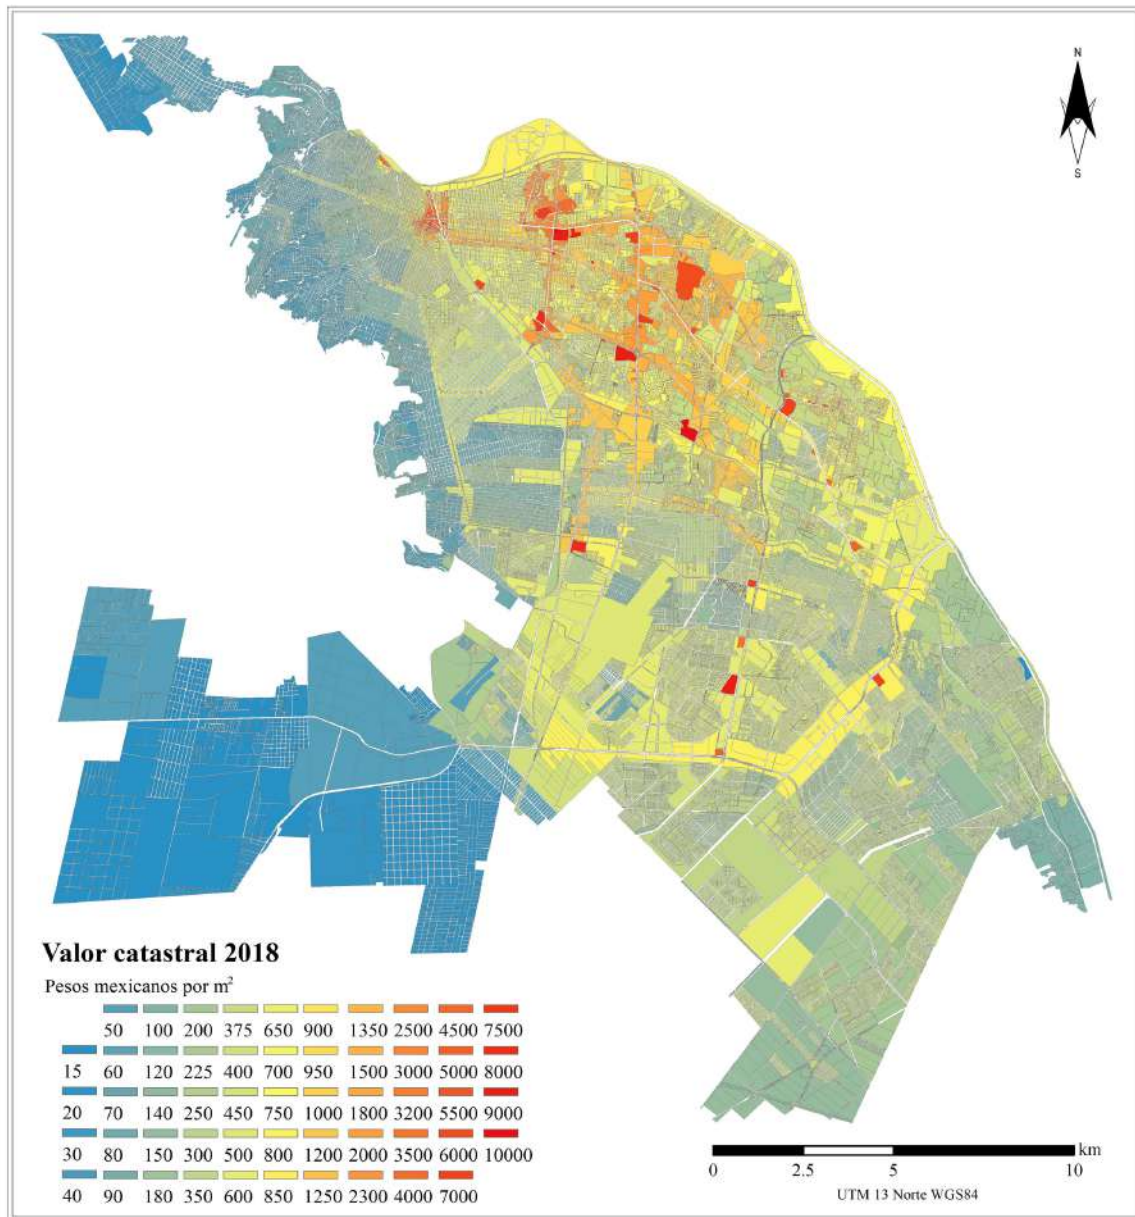 N
S
Valor catastral 2018
Pesos mexicanos por m²
50 100 200 375 650 900 1350 2500 4500 7500
15 60 120 225 400 700 950 1500 3000 5000 8000
20 70 140 250 450 750 1000 1800 3200 5500 9000
30 80 150 300 500 800 1200 2000 3500 6000 10000
40 90 180 350 600 850 1250 2300 4000 7000
km
0 2.5 5 10
UTM 13 Norte WGS84